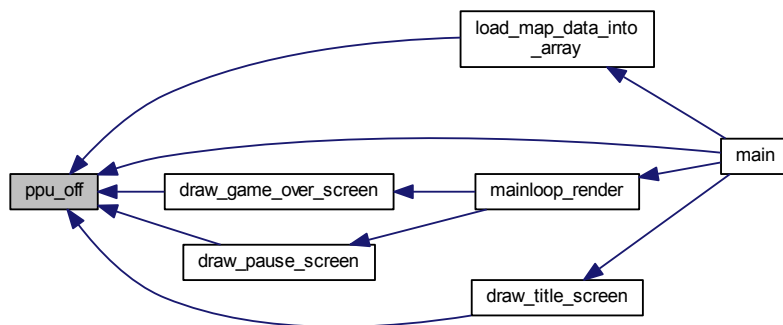 load_map_data_into
_array
main
ppu_off
draw_game_over_screen
mainloop_render
draw_pause_screen
draw_title_screen